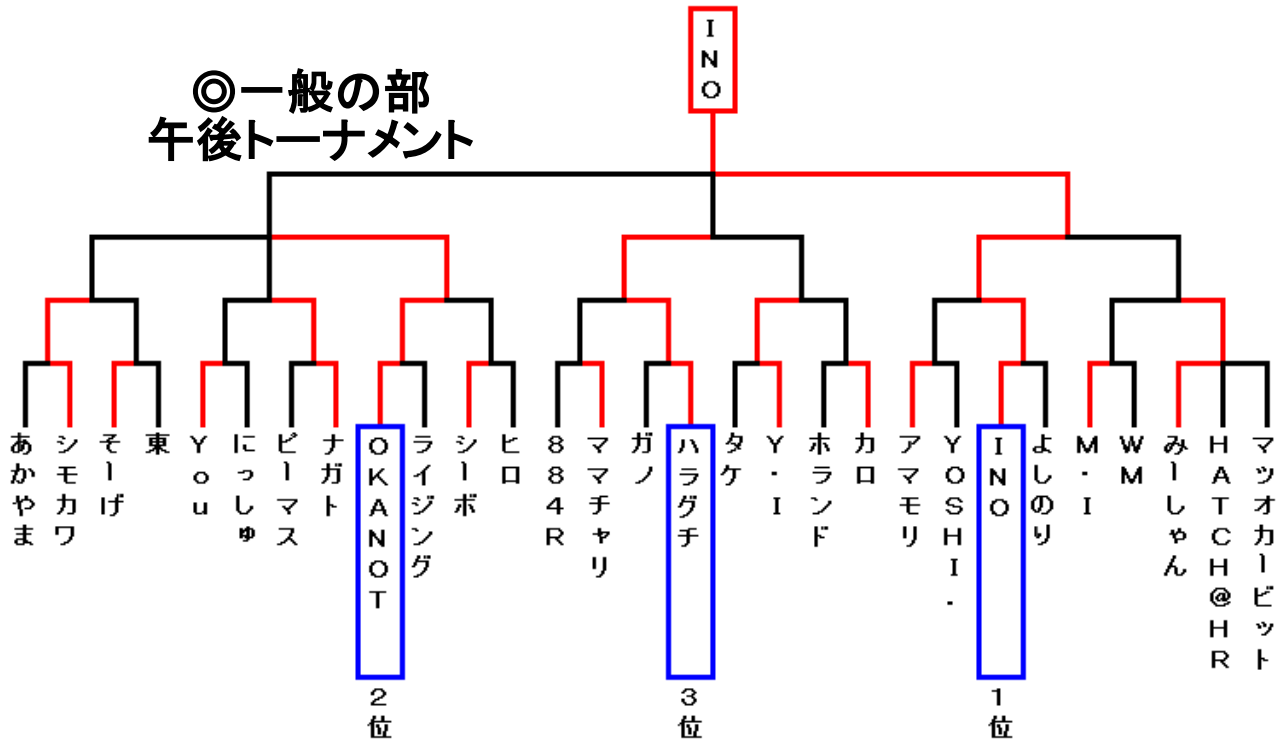 INO
◎一般の部
午後トーナメント
あかやま
シモカワ
そーげ
東
You
にっしゅ
ビーマス
ナガト
OKANOT
ライジング
シーボ
ヒロ
884R
ママチャリ
ガノ
ハラグチ
タケ
Y・I
ホランド
カロ
アマモリ
YOSHI.
INO
よしのり
M・I
WM
みーしゃん
HATCH@HR
マッオカービット
2位
3位
1位